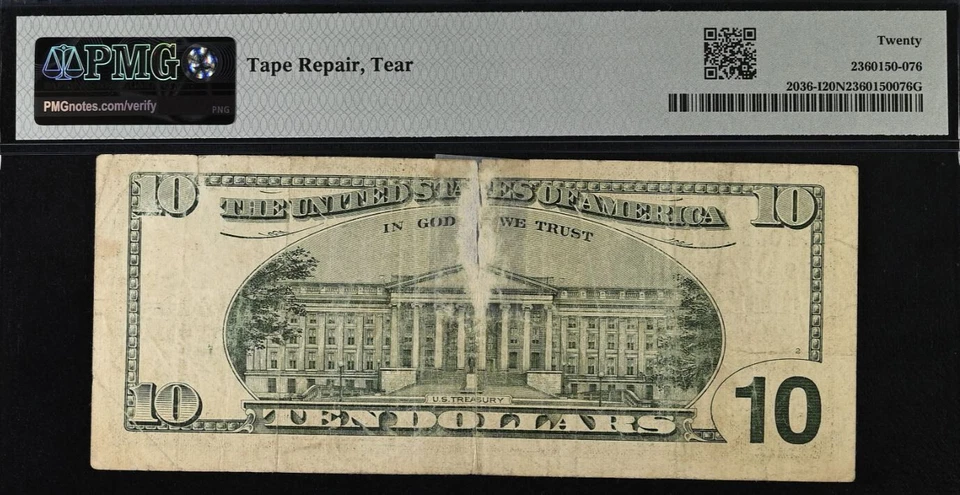 PMG
Tape Repair, Tear
PMGnotes.com/verify
PNG
Twenty
2360150-076
2036-I20N2360150076G
10
THE UNITED STATES OF AMERICA
10
IN GOD WE TRUST
U.S. TREASURY
2
10
TEN DOLLARS
10